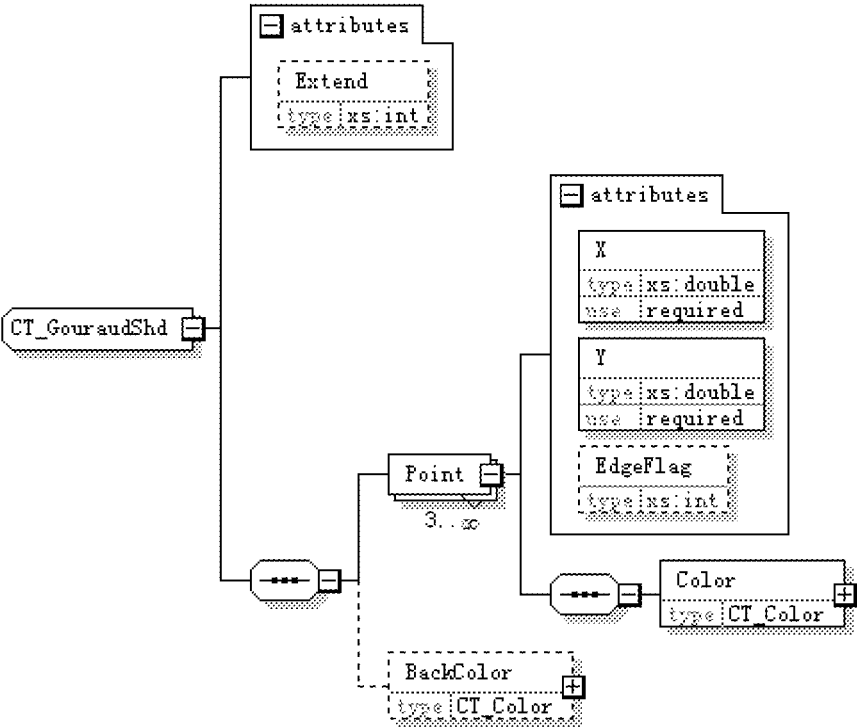 attributes
Extend
type xs:int
attributes
X
type xs:double
use required
CT_GouraudShd
Y
type xs:double
use required
EdgeFlag
type xs:int
Point
3..∞
Color
type CT_Color
BackColor
type CT_Color